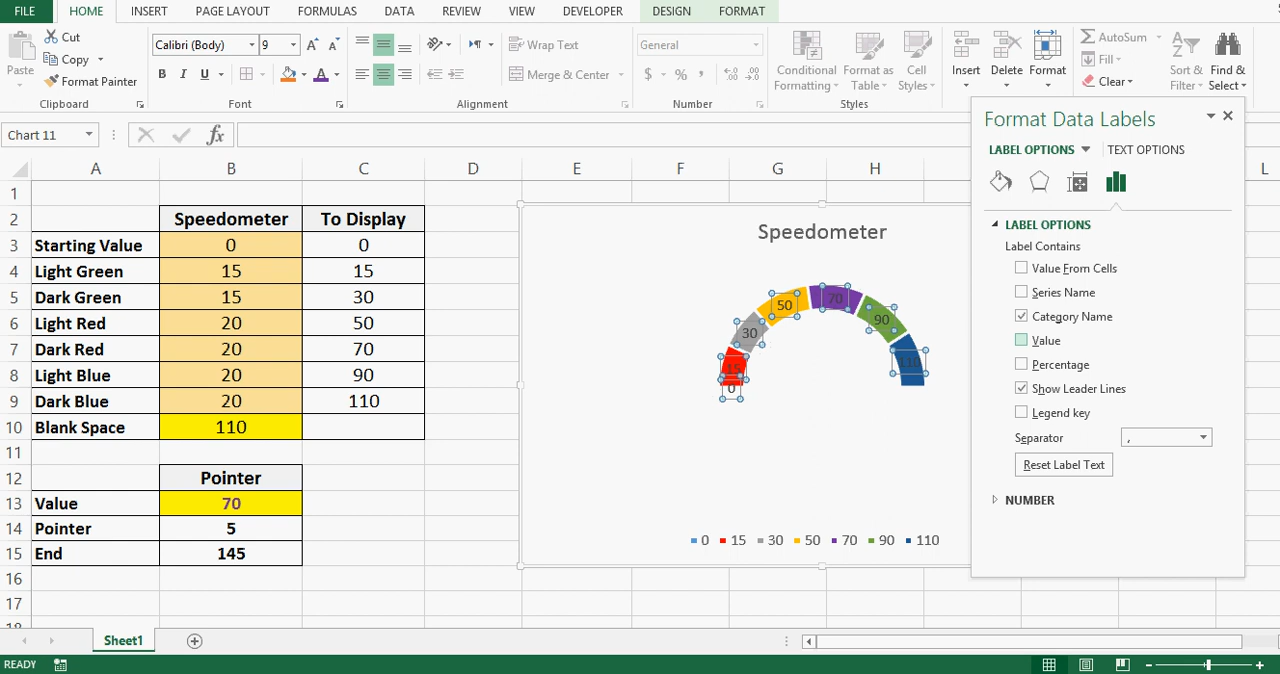 FILE HOME INSERT PAGE LAYOUT FORMULAS DATA REVIEW VIEW DEVELOPER DESIGN FORMAT
Paste
Cut
Copy
Format Painter
Clipboard
Calibri (Body) 9 A A
B I U A
Font
Wrap Text
Merge & Center
Alignment
General
$ % , .0 .00 .00 .0
Number
Conditional Formatting
Format as Table
Cell Styles
Styles
Insert Delete Format
AutoSum
Fill
Clear
Sort & Filter
Find & Select
Chart 11 fx
A B C D E F G H L
1
2 Speedometer To Display
3 Starting Value 0 0
4 Light Green 15 15
5 Dark Green 15 30
6 Light Red 20 50
7 Dark Red 20 70
8 Light Blue 20 90
9 Dark Blue 20 110
10 Blank Space 110
11
12 Pointer
13 Value 70
14 Pointer 5
15 End 145
16
17
18
Speedometer
0 15 30 50 70 90 110
0 15 30 50 70 90 110
Format Data Labels
LABEL OPTIONS TEXT OPTIONS
LABEL OPTIONS
Label Contains
Value From Cells
Series Name
Category Name
Value
Percentage
Show Leader Lines
Legend key
Separator ,
Reset Label Text
NUMBER
Sheet1
READY